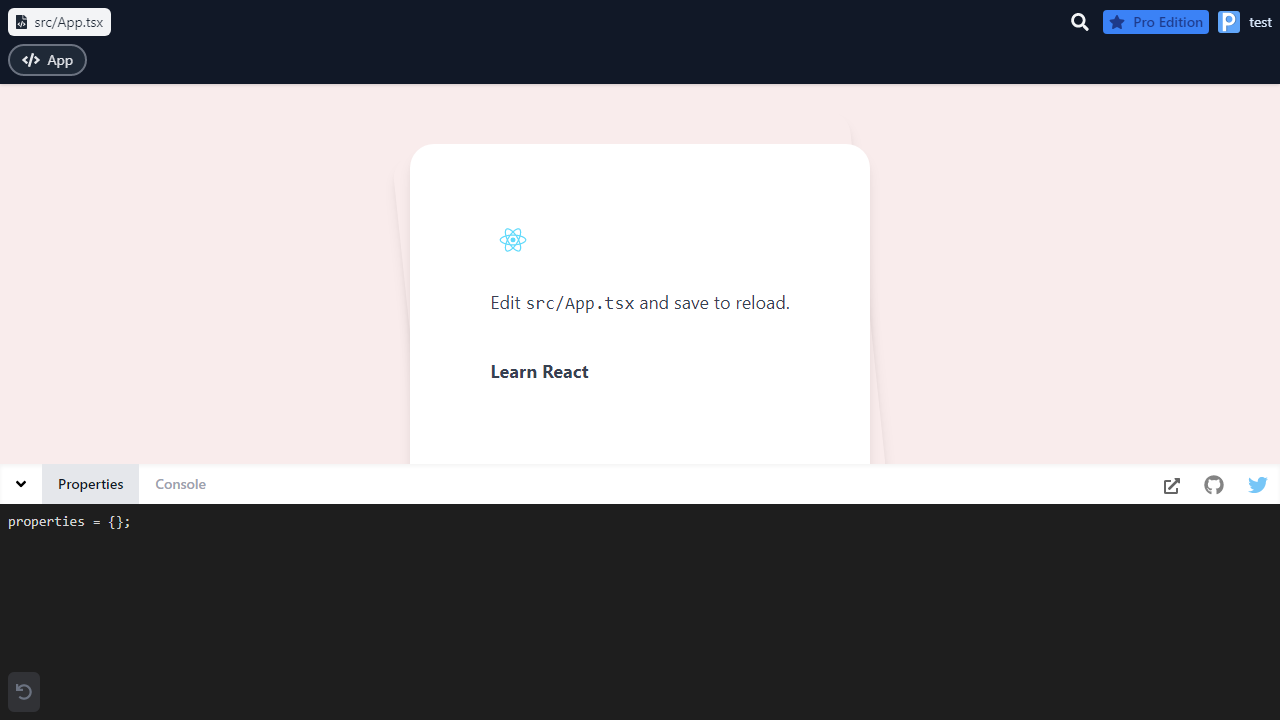 src/App.tsx
Pro Edition
P
test
App
Edit src/App.tsx and save to reload.
Learn React
Properties
Console
properties = {};